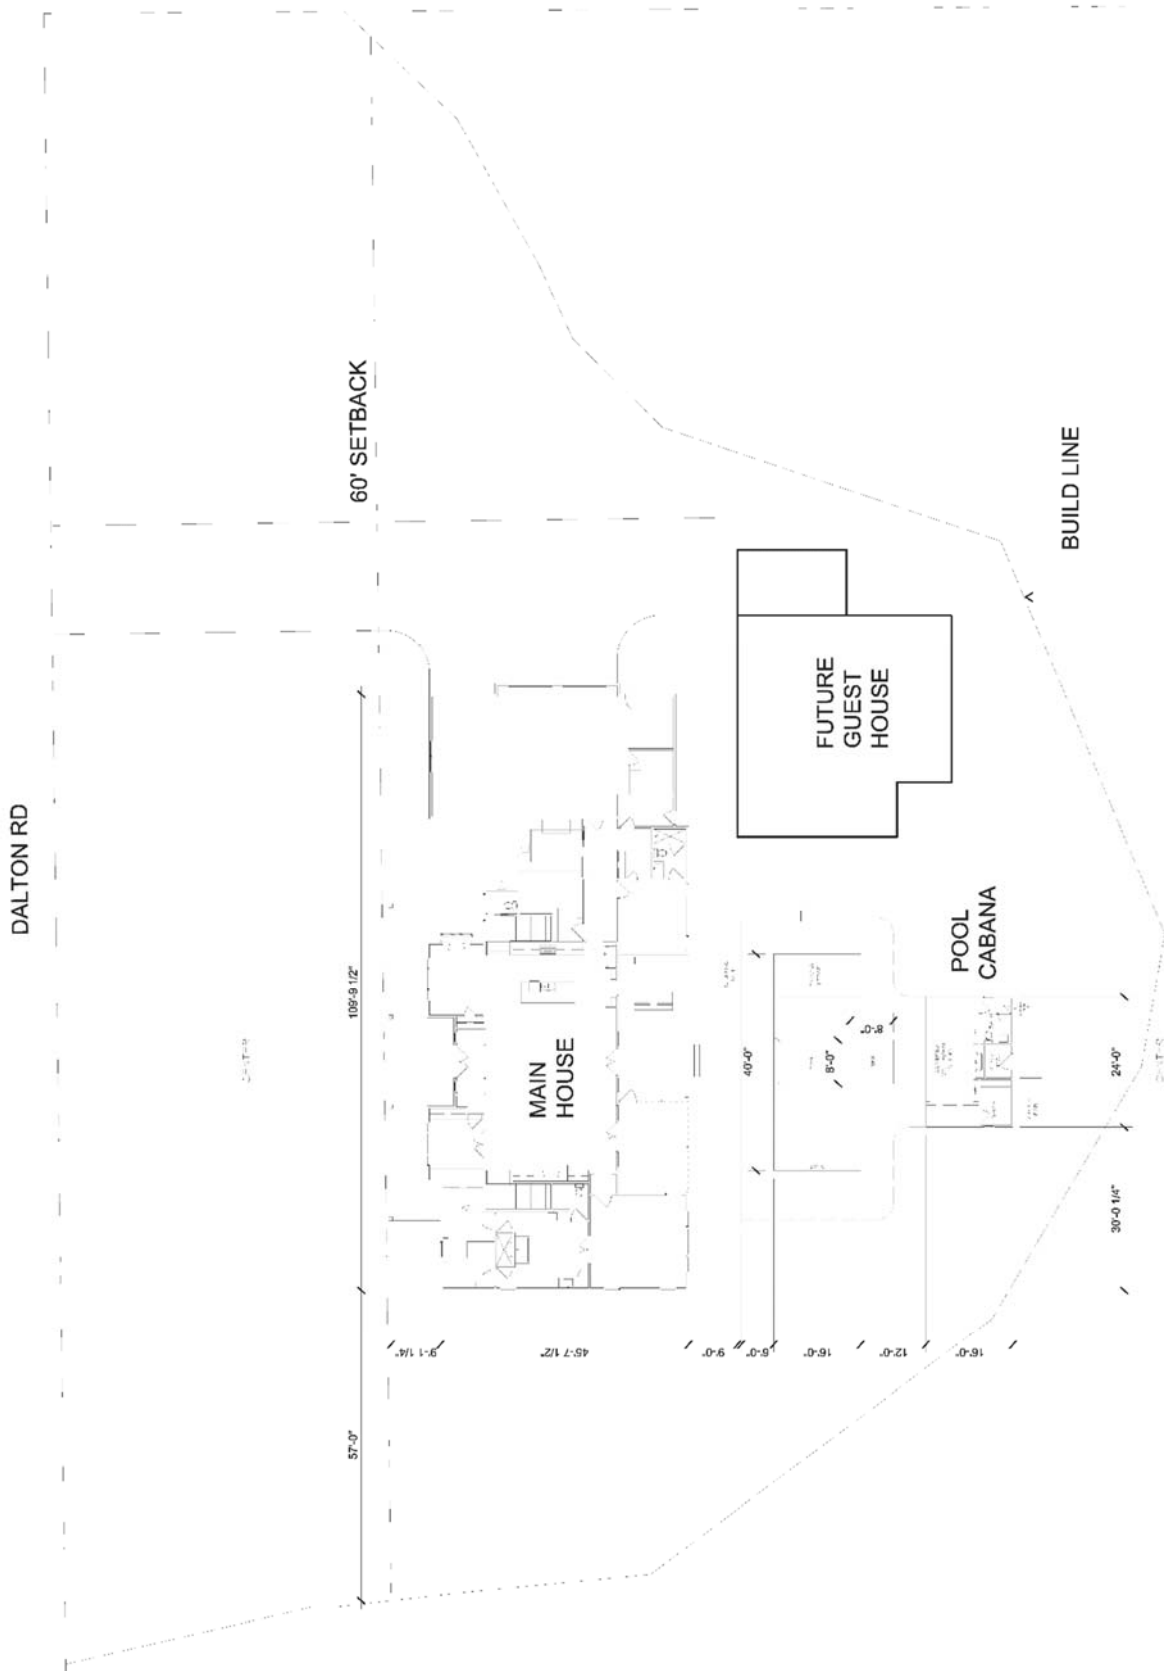 DALTON RD
60' SETBACK
BUILD LINE
FUTURE
GUEST
HOUSE
109'-9 1/2"
MAIN
HOUSE
POOL
CABANA
40'-0"
8'-0"
8'-0"
24'-0"
30'-0 1/4"
57'-0"
9'-1 1/4"
45'-7 1/2"
9'-0"
6'-0"
16'-0"
12'-0"
16'-0"